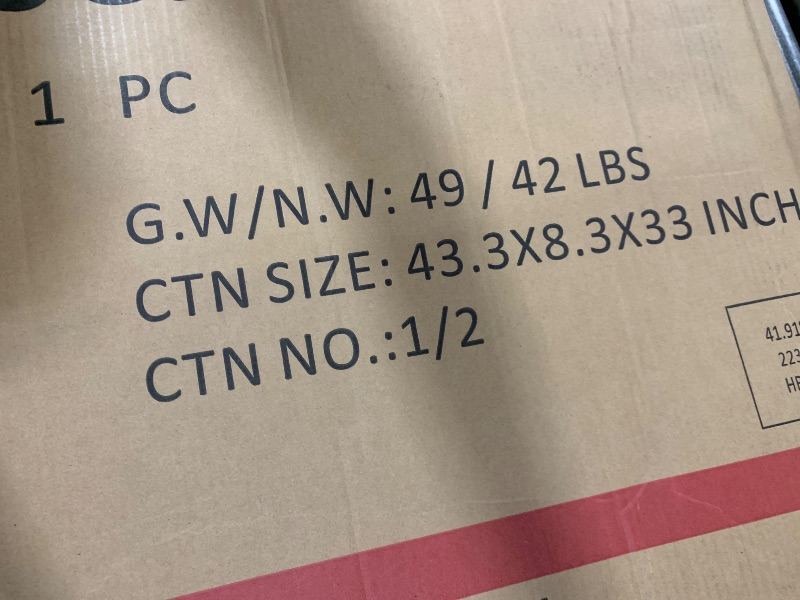 1 PC
G.W/N.W: 49 / 42 LBS
CTN SIZE: 43.3X8.3X33 INCH
CTN NO.:1/2